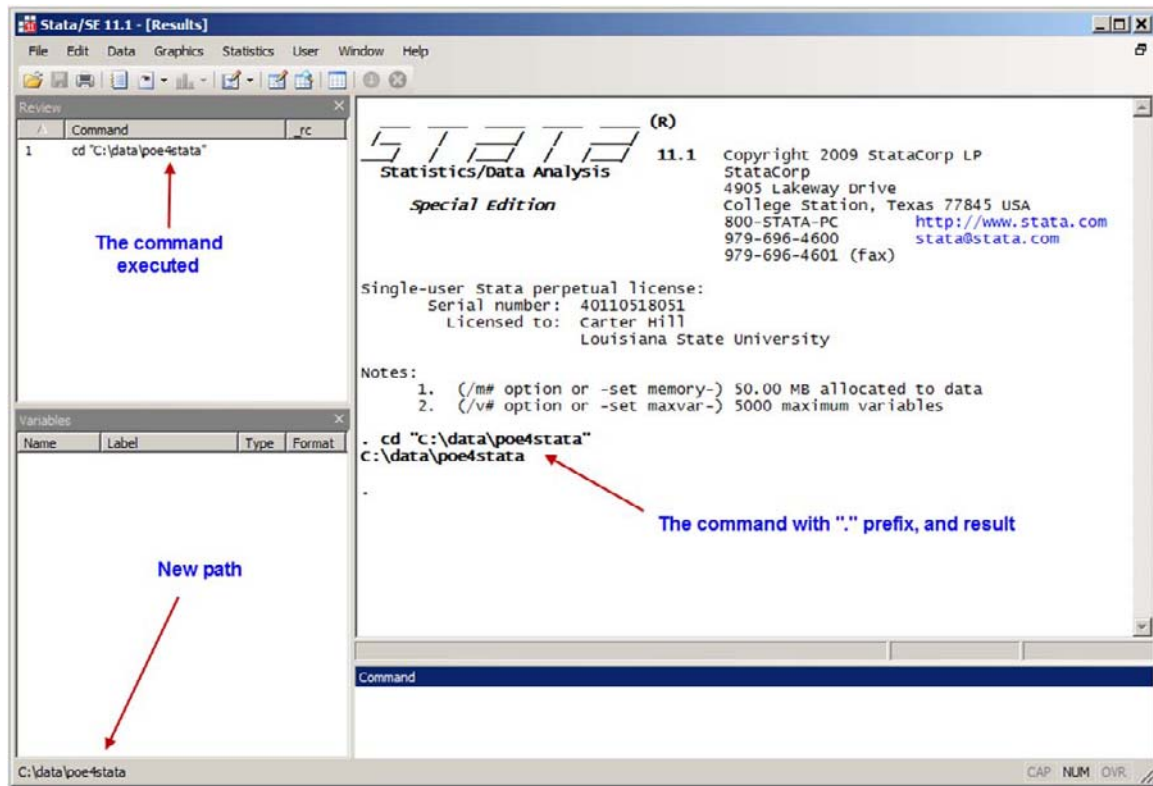 Stata/SE 11.1 - [Results]
File Edit Data Graphics Statistics User Window Help
Review
Command _rc
1 cd "C:\data\poe4stata"
The command
executed
Variables
Name Label Type Format
New path
C:\data\poe4stata
STATA (R)
11.1 Copyright 2009 StataCorp LP
Statistics/Data Analysis StataCorp
4905 Lakeway Drive
Special Edition College Station, Texas 77845 USA
800-STATA-PC http://www.stata.com
979-696-4600 stata@stata.com
979-696-4601 (fax)
Single-user Stata perpetual license:
Serial number: 40110518051
Licensed to: Carter Hill
Louisiana State University
Notes:
1. (/m# option or -set memory-) 50.00 MB allocated to data
2. (/v# option or -set maxvar-) 5000 maximum variables
. cd "C:\data\poe4stata"
C:\data\poe4stata
.
The command with "." prefix, and result
Command
CAP NUM OVR